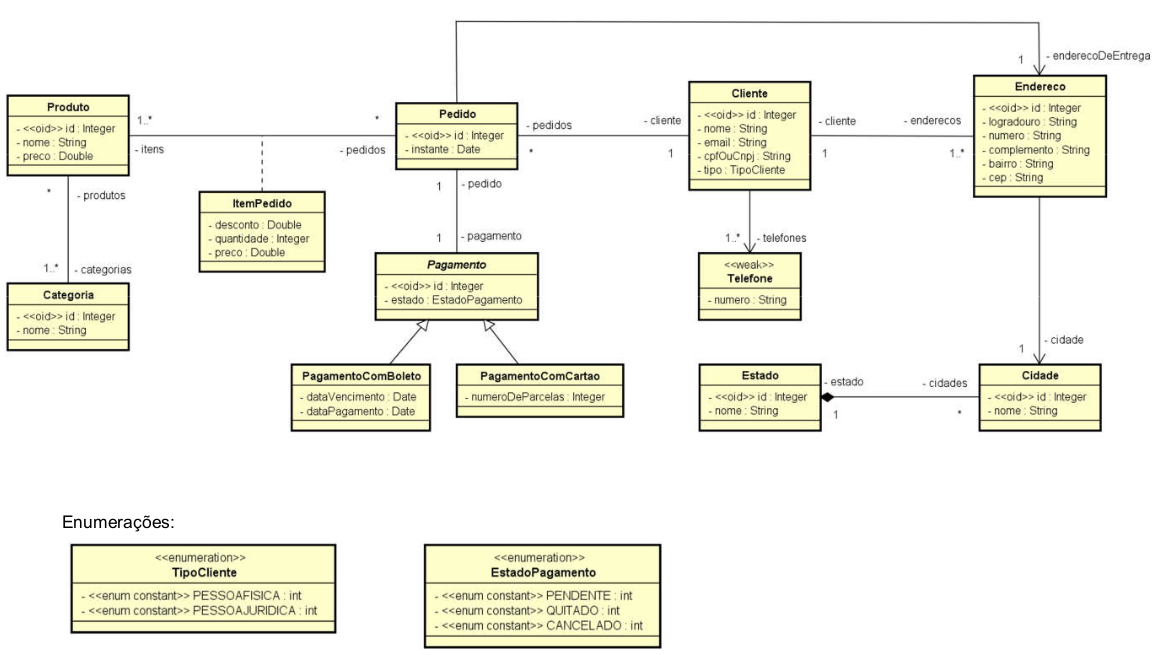 1 - enderecoDeEntrega
Produto
- <<oid>> id : Integer
- nome : String
- preco : Double
1..*
- itens
*
- pedidos
Pedido
- <<oid>> id : Integer
- instante : Date
- pedidos
*
- cliente
1
Cliente
- <<oid>> id : Integer
- nome : String
- email : String
- cpfOuCnpj : String
- tipo : TipoCliente
- cliente
1
- enderecos
1..*
Endereco
- <<oid>> id : Integer
- logradouro : String
- numero : String
- complemento : String
- bairro : String
- cep : String
* - produtos
1..* - categorias
Categoria
- <<oid>> id : Integer
- nome : String
ItemPedido
- desconto : Double
- quantidade : Integer
- preco : Double
1 - pedido
1 - pagamento
Pagamento
- <<oid>> id : Integer
- estado : EstadoPagamento
1..* - telefones
<<weak>>
Telefone
- numero : String
PagamentoComBoleto
- dataVencimento : Date
- dataPagamento : Date
PagamentoComCartao
- numeroDeParcelas : Integer
Estado
- <<oid>> id : Integer
- nome : String
- estado
1
- cidades
*
1 - cidade
Cidade
- <<oid>> id : Integer
- nome : String
Enumerações:
<<enumeration>>
TipoCliente
- <<enum constant>> PESSOAFISICA : int
- <<enum constant>> PESSOAJURIDICA : int
<<enumeration>>
EstadoPagamento
- <<enum constant>> PENDENTE : int
- <<enum constant>> QUITADO : int
- <<enum constant>> CANCELADO : int